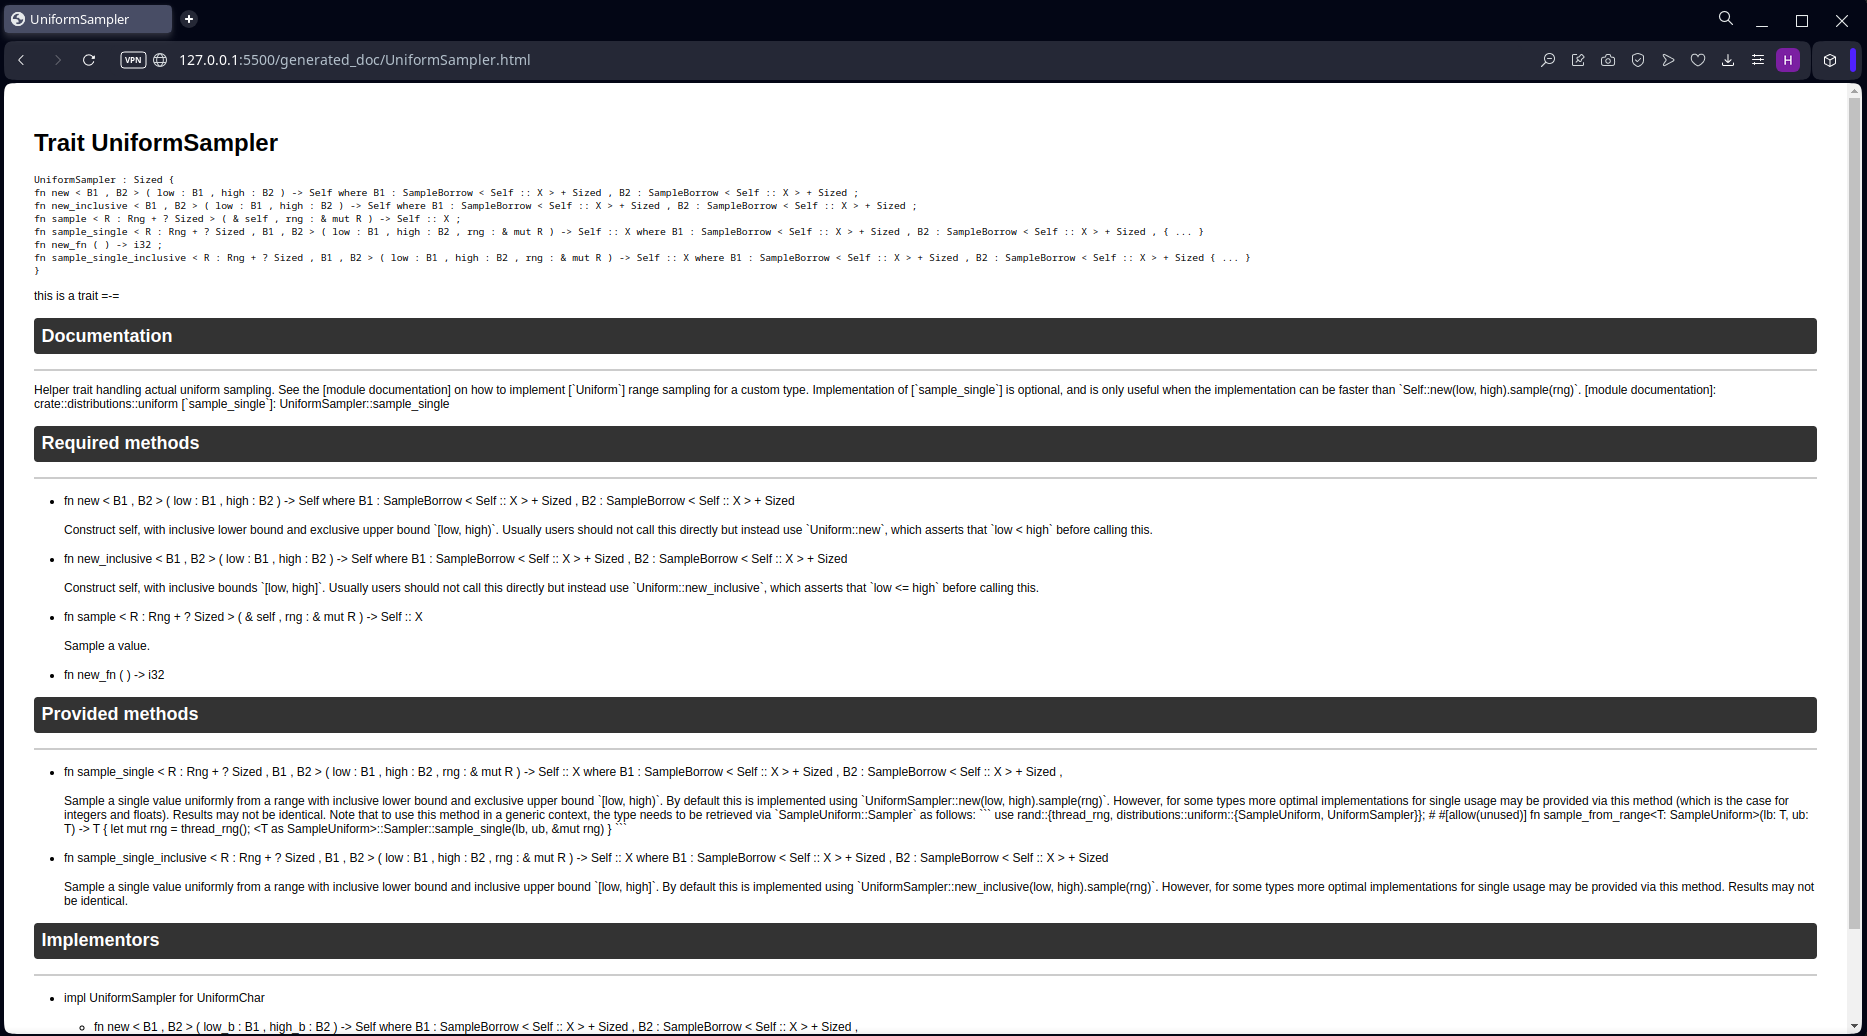 UniformSampler
VPN 127.0.0.1:5500/generated_doc/UniformSampler.html H
Trait UniformSampler
UniformSampler : Sized {
fn new < B1 , B2 > ( low : B1 , high : B2 ) -> Self where B1 : SampleBorrow < Self :: X > + Sized , B2 : SampleBorrow < Self :: X > + Sized ;
fn new_inclusive < B1 , B2 > ( low : B1 , high : B2 ) -> Self where B1 : SampleBorrow < Self :: X > + Sized , B2 : SampleBorrow < Self :: X > + Sized ;
fn sample < R : Rng + ? Sized > ( & self , rng : & mut R ) -> Self :: X ;
fn sample_single < R : Rng + ? Sized , B1 , B2 > ( low : B1 , high : B2 , rng : & mut R ) -> Self :: X where B1 : SampleBorrow < Self :: X > + Sized , B2 : SampleBorrow < Self :: X > + Sized , { ... }
fn new_fn ( ) -> i32 ;
fn sample_single_inclusive < R : Rng + ? Sized , B1 , B2 > ( low : B1 , high : B2 , rng : & mut R ) -> Self :: X where B1 : SampleBorrow < Self :: X > + Sized , B2 : SampleBorrow < Self :: X > + Sized { ... }
}
this is a trait =-=
Documentation
Helper trait handling actual uniform sampling. See the [module documentation] on how to implement [`Uniform`] range sampling for a custom type. Implementation of [`sample_single`] is optional, and is only useful when the implementation can be faster than `Self::new(low, high).sample(rng)`. [module documentation]:
crate::distributions::uniform [`sample_single`]: UniformSampler::sample_single
Required methods
• fn new < B1 , B2 > ( low : B1 , high : B2 ) -> Self where B1 : SampleBorrow < Self :: X > + Sized , B2 : SampleBorrow < Self :: X > + Sized
Construct self, with inclusive lower bound and exclusive upper bound `[low, high)`. Usually users should not call this directly but instead use `Uniform::new`, which asserts that `low < high` before calling this.
• fn new_inclusive < B1 , B2 > ( low : B1 , high : B2 ) -> Self where B1 : SampleBorrow < Self :: X > + Sized , B2 : SampleBorrow < Self :: X > + Sized
Construct self, with inclusive bounds `[low, high]`. Usually users should not call this directly but instead use `Uniform::new_inclusive`, which asserts that `low <= high` before calling this.
• fn sample < R : Rng + ? Sized > ( & self , rng : & mut R ) -> Self :: X
Sample a value.
• fn new_fn ( ) -> i32
Provided methods
• fn sample_single < R : Rng + ? Sized , B1 , B2 > ( low : B1 , high : B2 , rng : & mut R ) -> Self :: X where B1 : SampleBorrow < Self :: X > + Sized , B2 : SampleBorrow < Self :: X > + Sized ,
Sample a single value uniformly from a range with inclusive lower bound and exclusive upper bound `[low, high)`. By default this is implemented using `UniformSampler::new(low, high).sample(rng)`. However, for some types more optimal implementations for single usage may be provided via this method (which is the case for
integers and floats). Results may not be identical. Note that to use this method in a generic context, the type needs to be retrieved via `SampleUniform::Sampler` as follows: ``` use rand::{thread_rng, distributions::uniform::{SampleUniform, UniformSampler}}; # #[allow(unused)] fn sample_from_range<T: SampleUniform>(lb: T, ub:
T) -> T { let mut rng = thread_rng(); <T as SampleUniform>::Sampler::sample_single(lb, ub, &mut rng) } ```
• fn sample_single_inclusive < R : Rng + ? Sized , B1 , B2 > ( low : B1 , high : B2 , rng : & mut R ) -> Self :: X where B1 : SampleBorrow < Self :: X > + Sized , B2 : SampleBorrow < Self :: X > + Sized
Sample a single value uniformly from a range with inclusive lower bound and inclusive upper bound `[low, high]`. By default this is implemented using `UniformSampler::new_inclusive(low, high).sample(rng)`. However, for some types more optimal implementations for single usage may be provided via this method. Results may not
be identical.
Implementors
• impl UniformSampler for UniformChar
◦ fn new < B1 , B2 > ( low_b : B1 , high_b : B2 ) -> Self where B1 : SampleBorrow < Self :: X > + Sized , B2 : SampleBorrow < Self :: X > + Sized ,